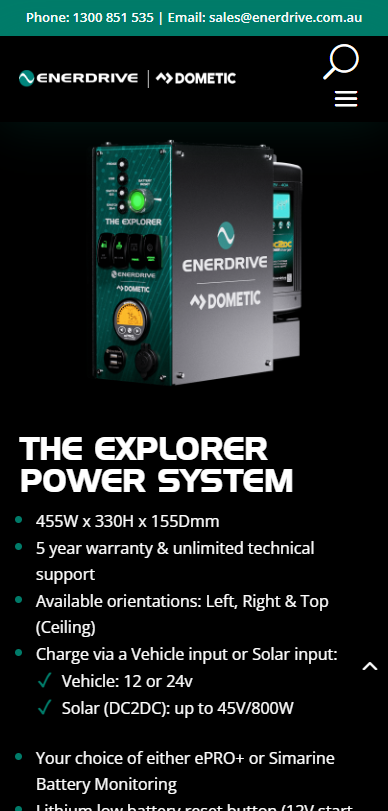 Phone: 1300 851 535 | Email: sales@enerdrive.com.au
ENERDRIVE | DOMETIC
THE EXPLORER
ENERDRIVE
DOMETIC
ENERDRIVE
DOMETIC
THE EXPLORER
POWER SYSTEM
455W x 330H x 155Dmm
5 year warranty & unlimited technical
support
Available orientations: Left, Right & Top
(Ceiling)
Charge via a Vehicle input or Solar input:
Vehicle: 12 or 24v
Solar (DC2DC): up to 45V/800W
Your choice of either ePRO+ or Simarine
Battery Monitoring
Lithium low battery reset button (12V start